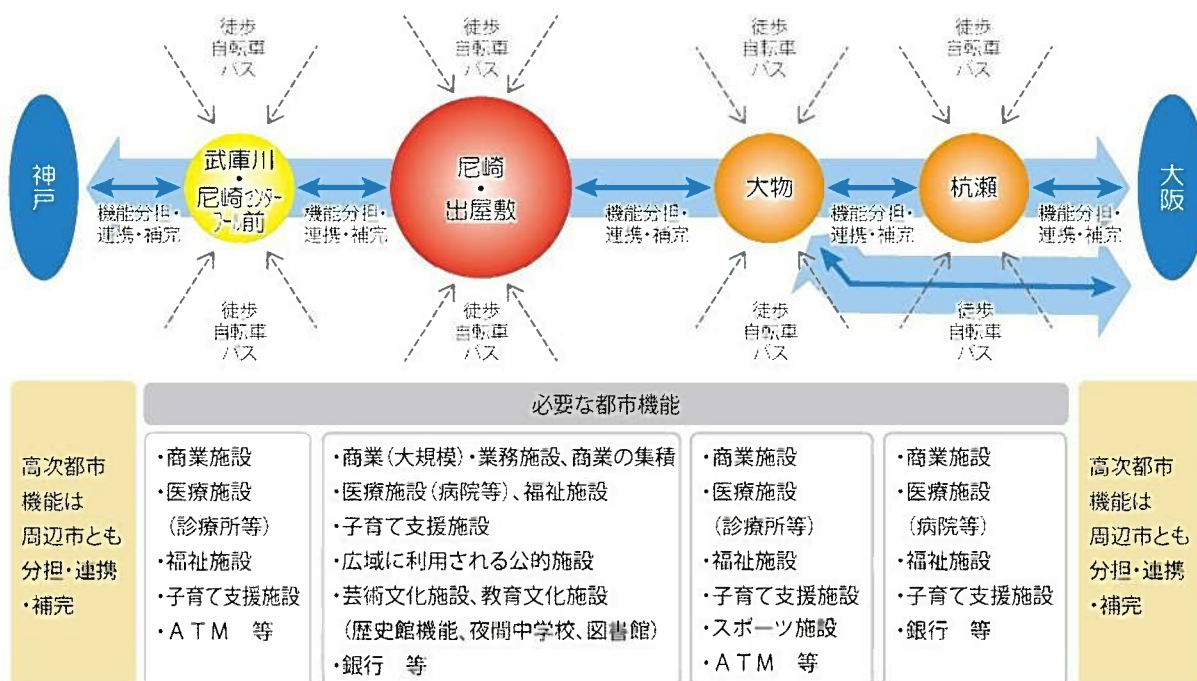 徒歩
自転車
バス
徒歩
自転車
バス
徒歩
自転車
バス
徒歩
自転車
バス
神戸
武庫川
・
尼崎センター
プール前
尼崎
・
出屋敷
大物
杭瀬
大阪
機能分担・
連携・補完
機能分担・
連携・補完
機能分担・
連携・補完
機能分担・
連携・補完
機能分担・
連携・補完
徒歩
自転車
バス
徒歩
自転車
バス
徒歩
自転車
バス
徒歩
自転車
バス
必要な都市機能
高次都市
機能は
周辺市とも
分担・連携
・補完
・商業施設
・医療施設
(診療所等)
・福祉施設
・子育て支援施設
・ATM 等
・商業(大規模)・業務施設、商業の集積
・医療施設(病院等)、福祉施設
・子育て支援施設
・広域に利用される公的施設
・芸術文化施設、教育文化施設
(歴史館機能、夜間中学校、図書館)
・銀行 等
・商業施設
・医療施設
(診療所等)
・福祉施設
・子育て支援施設
・スポーツ施設
・ATM 等
・商業施設
・医療施設
(病院等)
・福祉施設
・子育て支援施設
・銀行 等
高次都市
機能は
周辺市とも
分担・連携
・補完